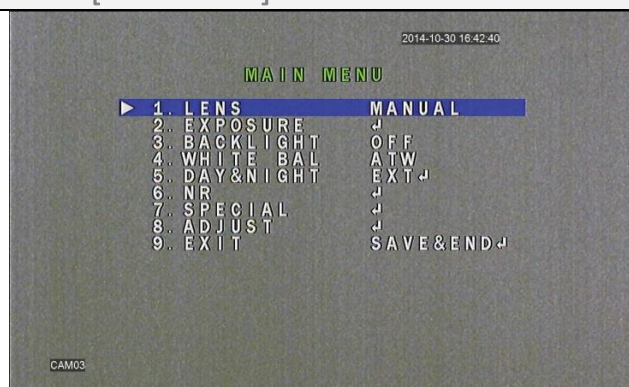 2014-10-30 16:42:40
MAIN MENU
1. LENS MANUAL
2. EXPOSURE ↲
3. BACKLIGHT OFF
4. WHITE BAL ATW
5. DAY&NIGHT EXT↲
6. NR ↲
7. SPECIAL ↲
8. ADJUST ↲
9. EXIT SAVE&END↲
CAM03